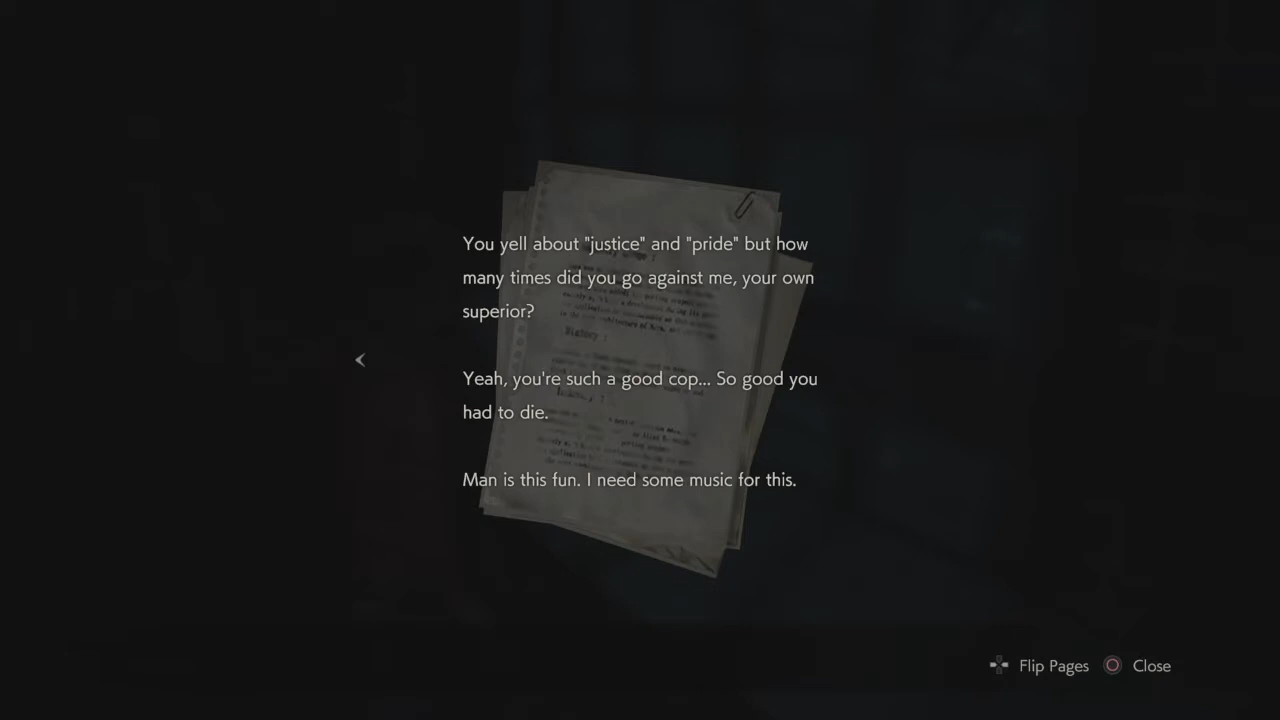 You yell about "justice" and "pride" but how
many times did you go against me, your own
superior?
Yeah, you're such a good cop... So good you
had to die.
Man is this fun. I need some music for this.
History :
Flip Pages
Close